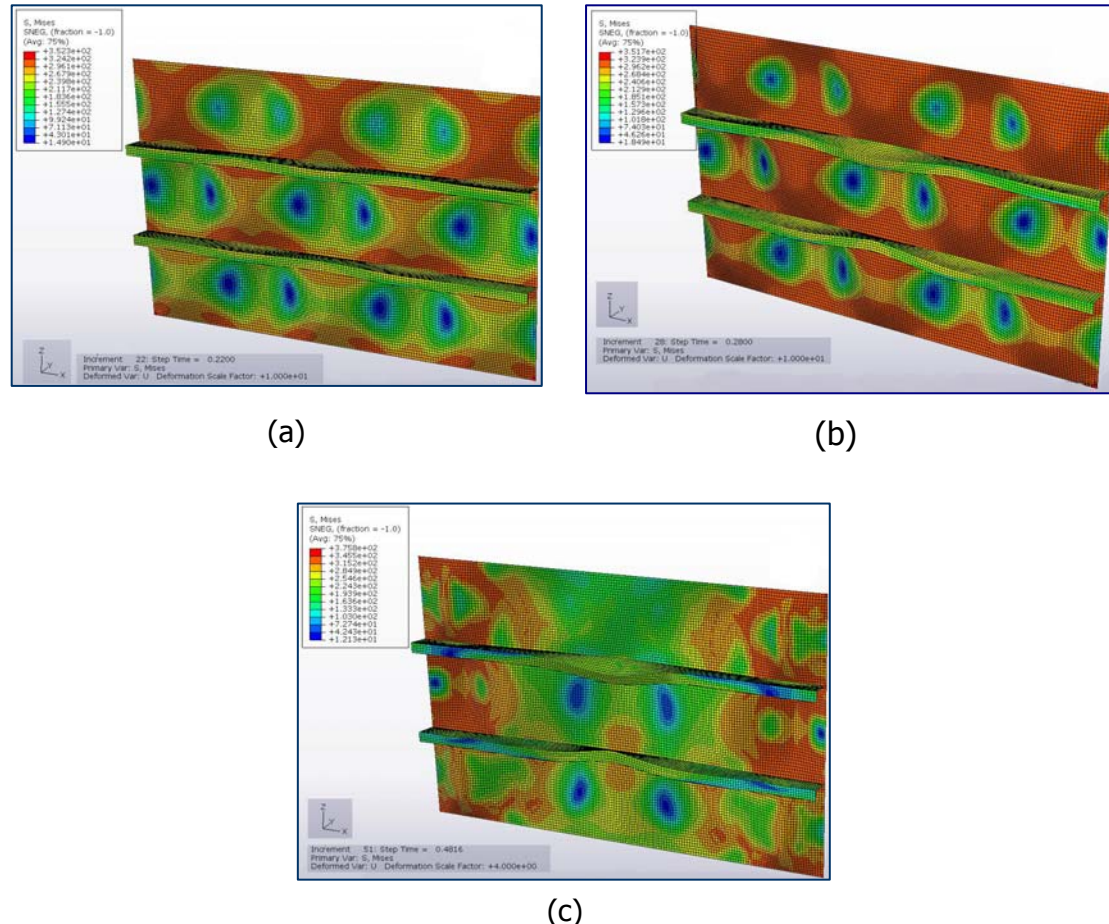 S, Mises
SNEG, (fraction = -1.0)
(Avg: 75%)
+3.523e+02
+3.242e+02
+2.961e+02
+2.679e+02
+2.398e+02
+2.117e+02
+1.836e+02
+1.555e+02
+1.274e+02
+9.924e+01
+7.113e+01
+4.301e+01
+1.490e+01
Z
Y
X
Increment 22: Step Time = 0.2200
Primary Var: S, Mises
Deformed Var: U Deformation Scale Factor: +1.000e+01
(a)
S, Mises
SNEG, (fraction = -1.0)
(Avg: 75%)
+3.517e+02
+3.239e+02
+2.962e+02
+2.684e+02
+2.406e+02
+2.129e+02
+1.851e+02
+1.573e+02
+1.296e+02
+1.018e+02
+7.403e+01
+4.626e+01
+1.849e+01
Z
Y
X
Increment 28: Step Time = 0.2800
Primary Var: S, Mises
Deformed Var: U Deformation Scale Factor: +1.000e+01
(b)
S, Mises
SNEG, (fraction = -1.0)
(Avg: 75%)
+3.758e+02
+3.455e+02
+3.152e+02
+2.849e+02
+2.546e+02
+2.243e+02
+1.939e+02
+1.636e+02
+1.333e+02
+1.030e+02
+7.274e+01
+4.243e+01
+1.213e+01
Z
Y
X
Increment 51: Step Time = 0.4816
Primary Var: S, Mises
Deformed Var: U Deformation Scale Factor: +4.000e+00
(c)